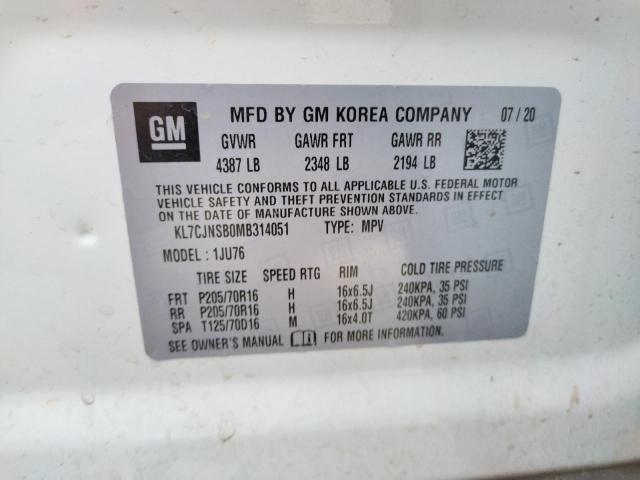 GM
MFD BY GM KOREA COMPANY 07 / 20
GVWR GAWR FRT GAWR RR
4387 LB 2348 LB 2194 LB
THIS VEHICLE CONFORMS TO ALL APPLICABLE U.S. FEDERAL MOTOR
VEHICLE SAFETY AND THEFT PREVENTION STANDARDS IN EFFECT
ON THE DATE OF MANUFACTURE SHOWN ABOVE.
KL7CJNSB0MB314051 TYPE: MPV
MODEL : 1JU76
TIRE SIZE SPEED RTG RIM COLD TIRE PRESSURE
FRT P205/70R16 H 16x6.5J 240KPA, 35 PSI
RR P205/70R16 H 16x6.5J 240KPA, 35 PSI
SPA T125/70D16 M 16x4.0T 420KPA, 60 PSI
SEE OWNER'S MANUAL FOR MORE INFORMATION.